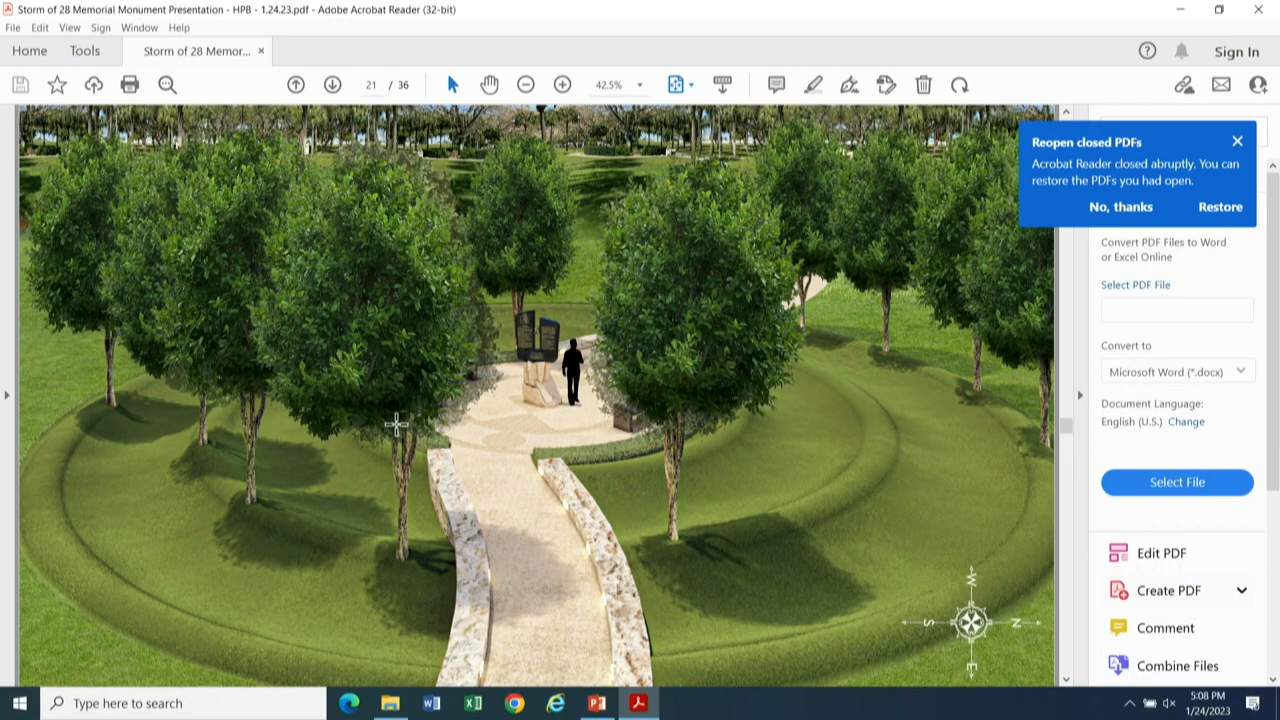 Storm of 28 Memorial Monument Presentation - HPB - 1.24.23.pdf - Adobe Acrobat Reader (32-bit)
File Edit View Sign Window Help
Home Tools Storm of 28 Memor... × Sign In
21 / 36 42.5%
Reopen closed PDFs
Acrobat Reader closed abruptly. You can
restore the PDFs you had open.
No, thanks Restore
Convert PDF Files to Word
or Excel Online
Select PDF File
Convert to
Microsoft Word (*.docx)
Document Language:
English (U.S.) Change
Select File
Edit PDF
W
Create PDF
S N
Comment
E
Combine Files
Type here to search
5:08 PM
1/24/2023